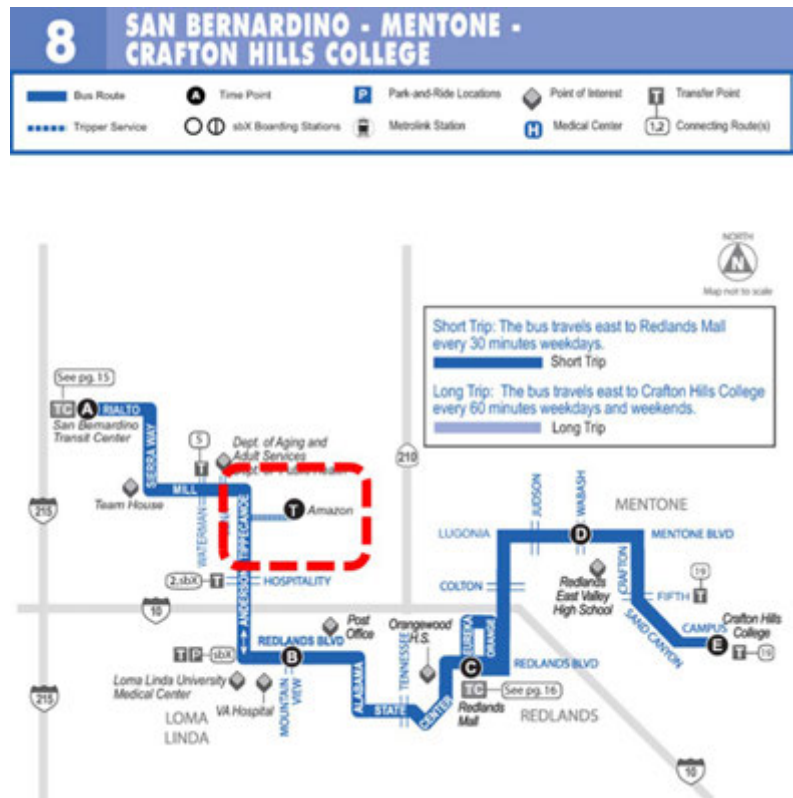 8
SAN BERNARDINO - MENTONE -
CRAFTON HILLS COLLEGE
Bus Route
A
Time Point
P
Park-and-Ride Locations
Point of Interest
T
Transfer Point
Tripper Service
sbX Boarding Stations
Metrolink Station
H
Medical Center
1,2
Connecting Route(s)
NORTH
N
Map not to scale
Short Trip: The bus travels east to Redlands Mall
every 30 minutes weekdays.
Short Trip
Long Trip: The bus travels east to Crafton Hills College
every 60 minutes weekdays and weekends.
Long Trip
See pg. 15
TC
A
RIALTO
San Bernardino
Transit Center
SIERRA WAY
5
T
Dept. of Aging and
Adult Services
210
Team House
MILL
WATERMAN
TIPPECANOE
T
Amazon
215
2,sbX
T
HOSPITALITY
ANDERSON
10
T
P
sbX
REDLANDS BLVD
B
Post
Office
Loma Linda University
Medical Center
VA Hospital
MOUNTAIN
VIEW
LOMA
LINDA
215
ALABAMA
STATE
TENNESSEE
Orangewood
H.S.
CENTER
EUREKA
ORANGE
C
REDLANDS BLVD
TC
See pg. 16
Redlands
Mall
REDLANDS
COLTON
LUGONIA
JUDSON
WABASH
D
MENTONE
MENTONE BLVD
Redlands
East Valley
High School
CRAFTON
FIFTH
19
T
SAND CANYON
CAMPUS
Crafton Hills
College
E
T
19
10